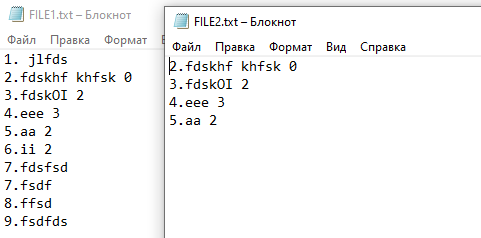 FILE1.txt – Блокнот
Файл Правка Формат Вид
1. jlfds
2.fdskhf khfsk 0
3.fdskOI 2
4.eee 3
5.aa 2
6.ii 2
7.fdsfsd
7.fsdf
8.ffsd
9.fsdfds
FILE2.txt – Блокнот
Файл Правка Формат Вид Справка
2.fdskhf khfsk 0
3.fdskOI 2
4.eee 3
5.aa 2